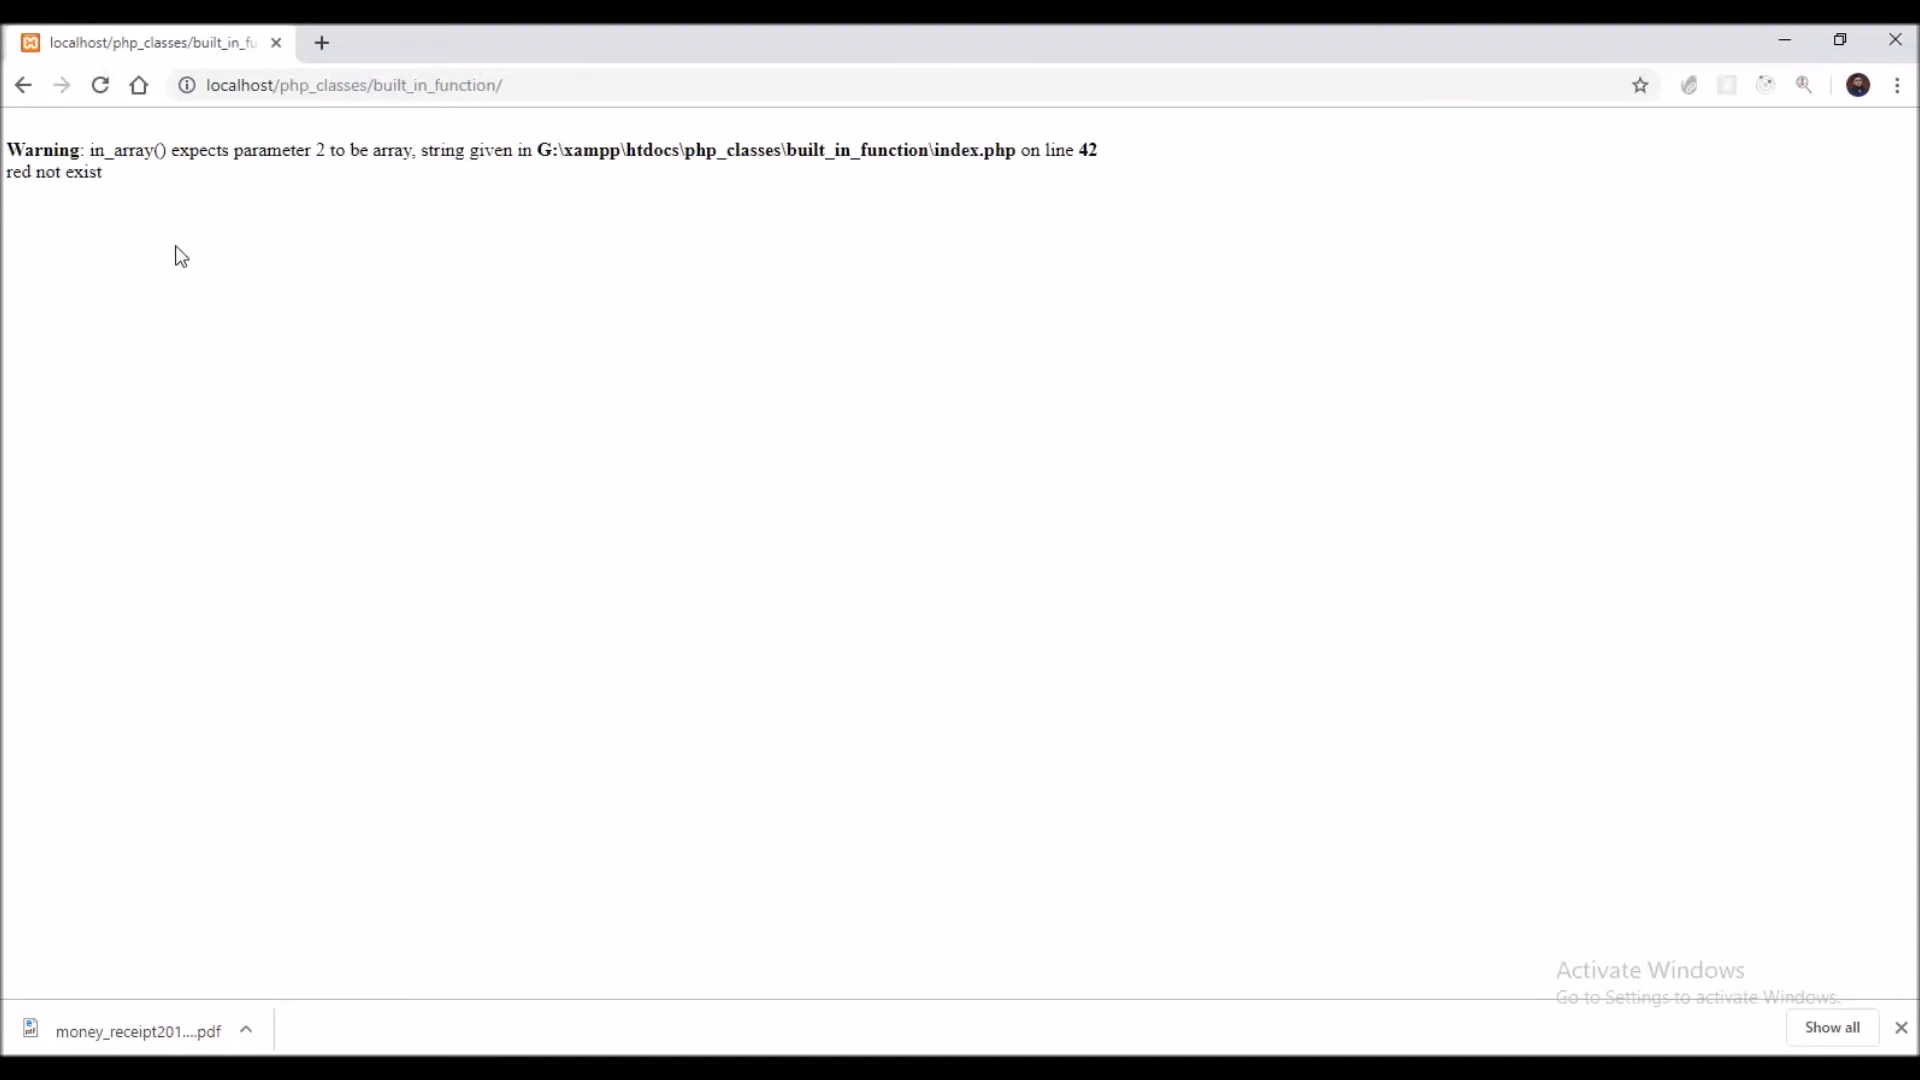 localhost/php_classes/built_in_fu
localhost/php_classes/built_in_function/
Warning: in_array() expects parameter 2 to be array, string given in G:\xampp\htdocs\php_classes\built_in_function\index.php on line 42
red not exist
Activate Windows
Go to Settings to activate Windows.
money_receipt201....pdf
Show all